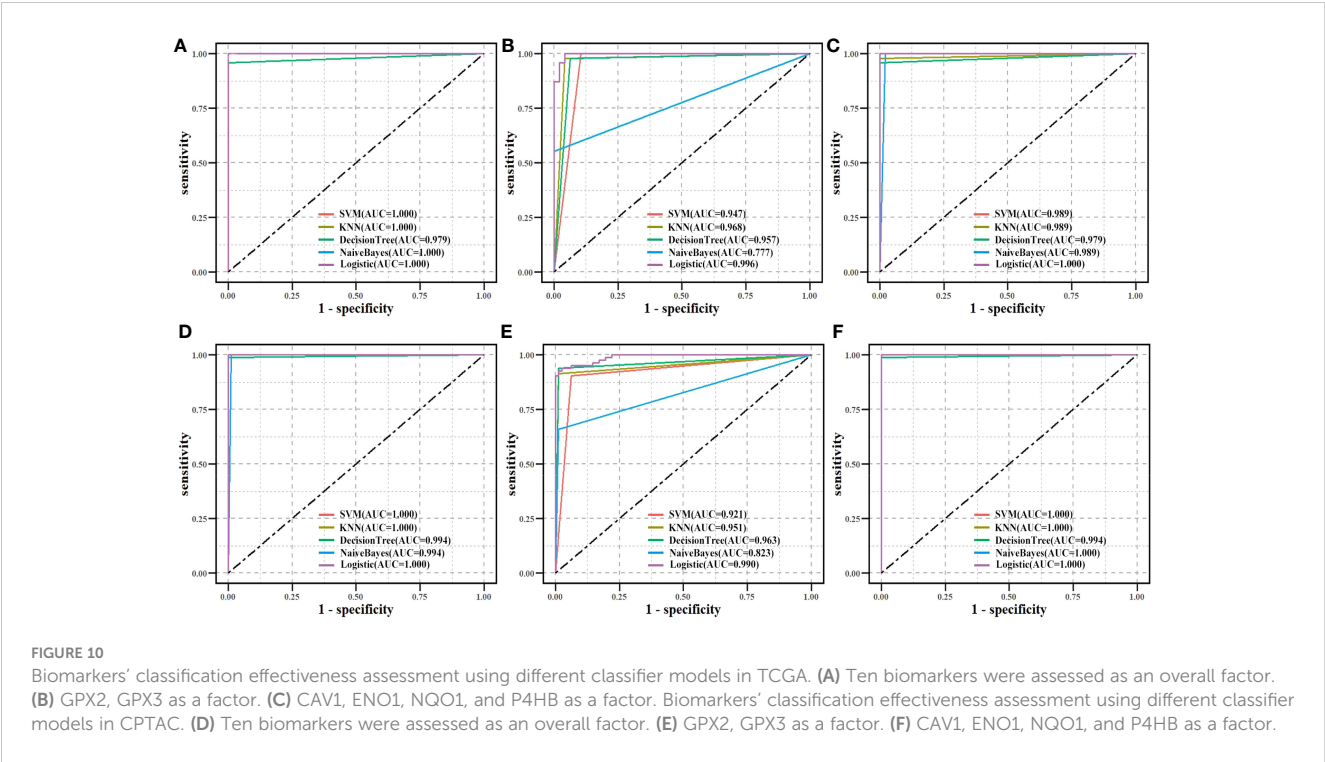 A
sensitivity
1.00
0.75
0.50
0.25
0.00
SVM(AUC=1.000)
KNN(AUC=1.000)
DecisionTree(AUC=0.979)
NaiveBayes(AUC=1.000)
Logistic(AUC=1.000)
0.00 0.25 0.50 0.75 1.00
1 - specificity
B
sensitivity
1.00
0.75
0.50
0.25
0.00
SVM(AUC=0.947)
KNN(AUC=0.968)
DecisionTree(AUC=0.957)
NaiveBayes(AUC=0.777)
Logistic(AUC=0.996)
0.00 0.25 0.50 0.75 1.00
1 - specificity
C
sensitivity
1.00
0.75
0.50
0.25
0.00
SVM(AUC=0.989)
KNN(AUC=0.989)
DecisionTree(AUC=0.979)
NaiveBayes(AUC=0.989)
Logistic(AUC=1.000)
0.00 0.25 0.50 0.75 1.00
1 - specificity
D
sensitivity
1.00
0.75
0.50
0.25
0.00
SVM(AUC=1.000)
KNN(AUC=1.000)
DecisionTree(AUC=0.994)
NaiveBayes(AUC=0.994)
Logistic(AUC=1.000)
0.00 0.25 0.50 0.75 1.00
1 - specificity
E
sensitivity
1.00
0.75
0.50
0.25
0.00
SVM(AUC=0.921)
KNN(AUC=0.951)
DecisionTree(AUC=0.963)
NaiveBayes(AUC=0.823)
Logistic(AUC=0.990)
0.00 0.25 0.50 0.75 1.00
1 - specificity
F
sensitivity
1.00
0.75
0.50
0.25
0.00
SVM(AUC=1.000)
KNN(AUC=1.000)
DecisionTree(AUC=0.994)
NaiveBayes(AUC=1.000)
Logistic(AUC=1.000)
0.00 0.25 0.50 0.75 1.00
1 - specificity
FIGURE 10
Biomarkers' classification effectiveness assessment using different classifier models in TCGA. (A) Ten biomarkers were assessed as an overall factor.
(B) GPX2, GPX3 as a factor. (C) CAV1, ENO1, NQO1, and P4HB as a factor. Biomarkers' classification effectiveness assessment using different classifier
models in CPTAC. (D) Ten biomarkers were assessed as an overall factor. (E) GPX2, GPX3 as a factor. (F) CAV1, ENO1, NQO1, and P4HB as a factor.